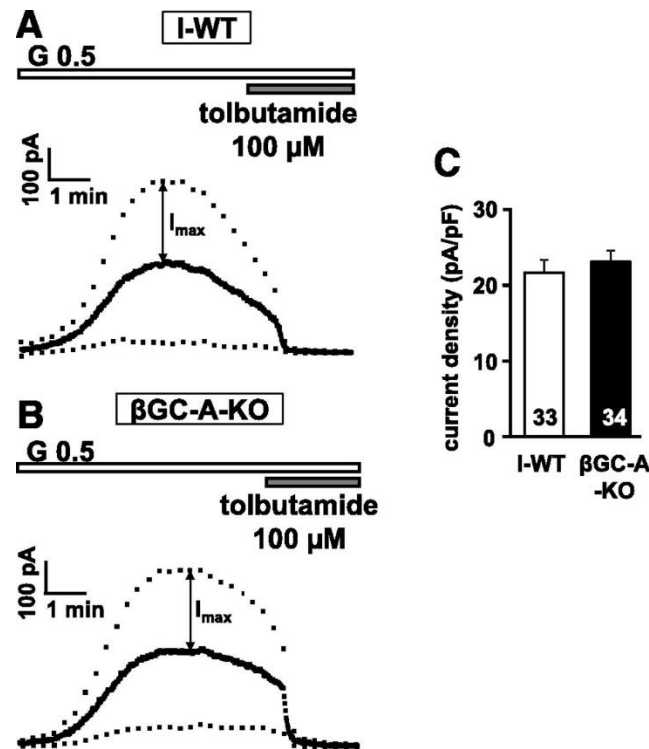 A
I-WT
G 0.5
tolbutamide
100 µM
100 pA
1 min
Imax
B
βGC-A-KO
G 0.5
tolbutamide
100 µM
100 pA
1 min
Imax
C
current density (pA/pF)
30
20
10
0
33
34
I-WT
βGC-A
-KO